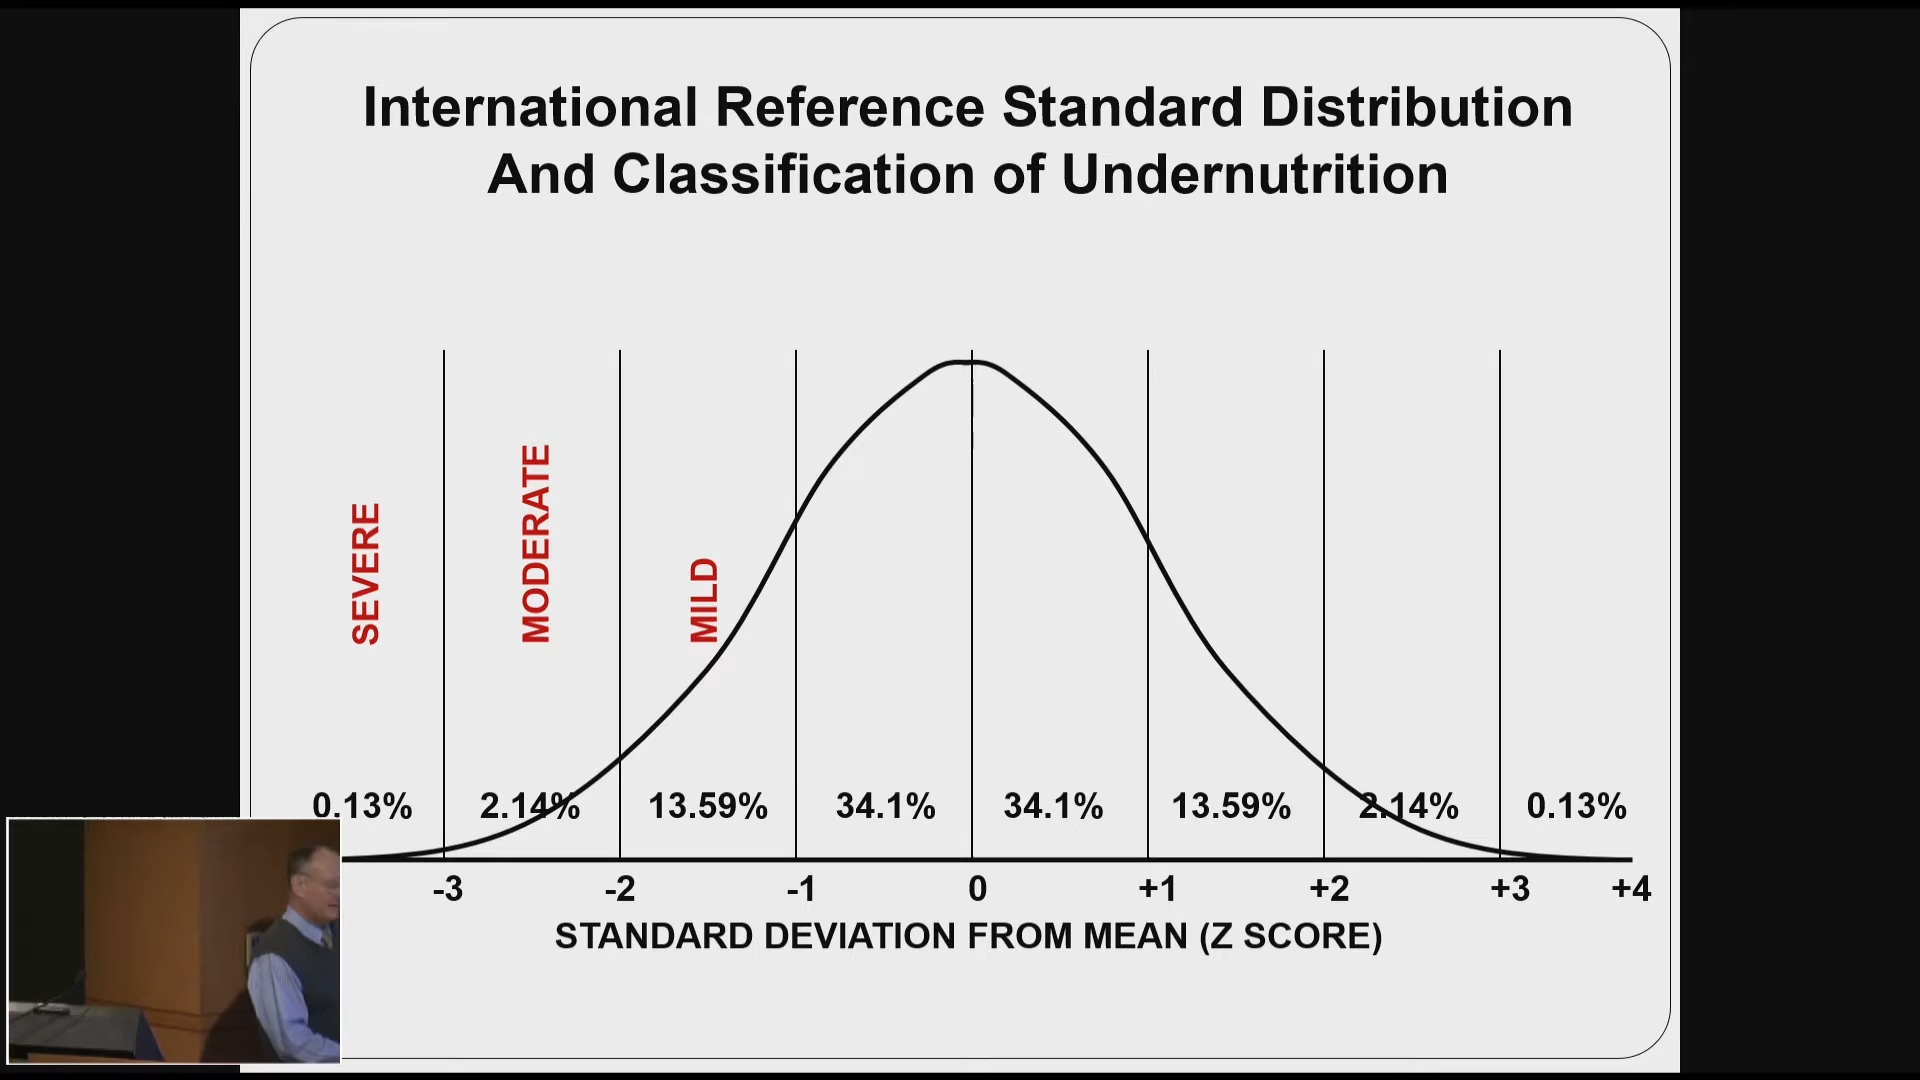 International Reference Standard Distribution
And Classification of Undernutrition
SEVERE
MODERATE
MILD
0.13% 2.14% 13.59% 34.1% 34.1% 13.59% 2.14% 0.13%
-3 -2 -1 0 +1 +2 +3 +4
STANDARD DEVIATION FROM MEAN (Z SCORE)